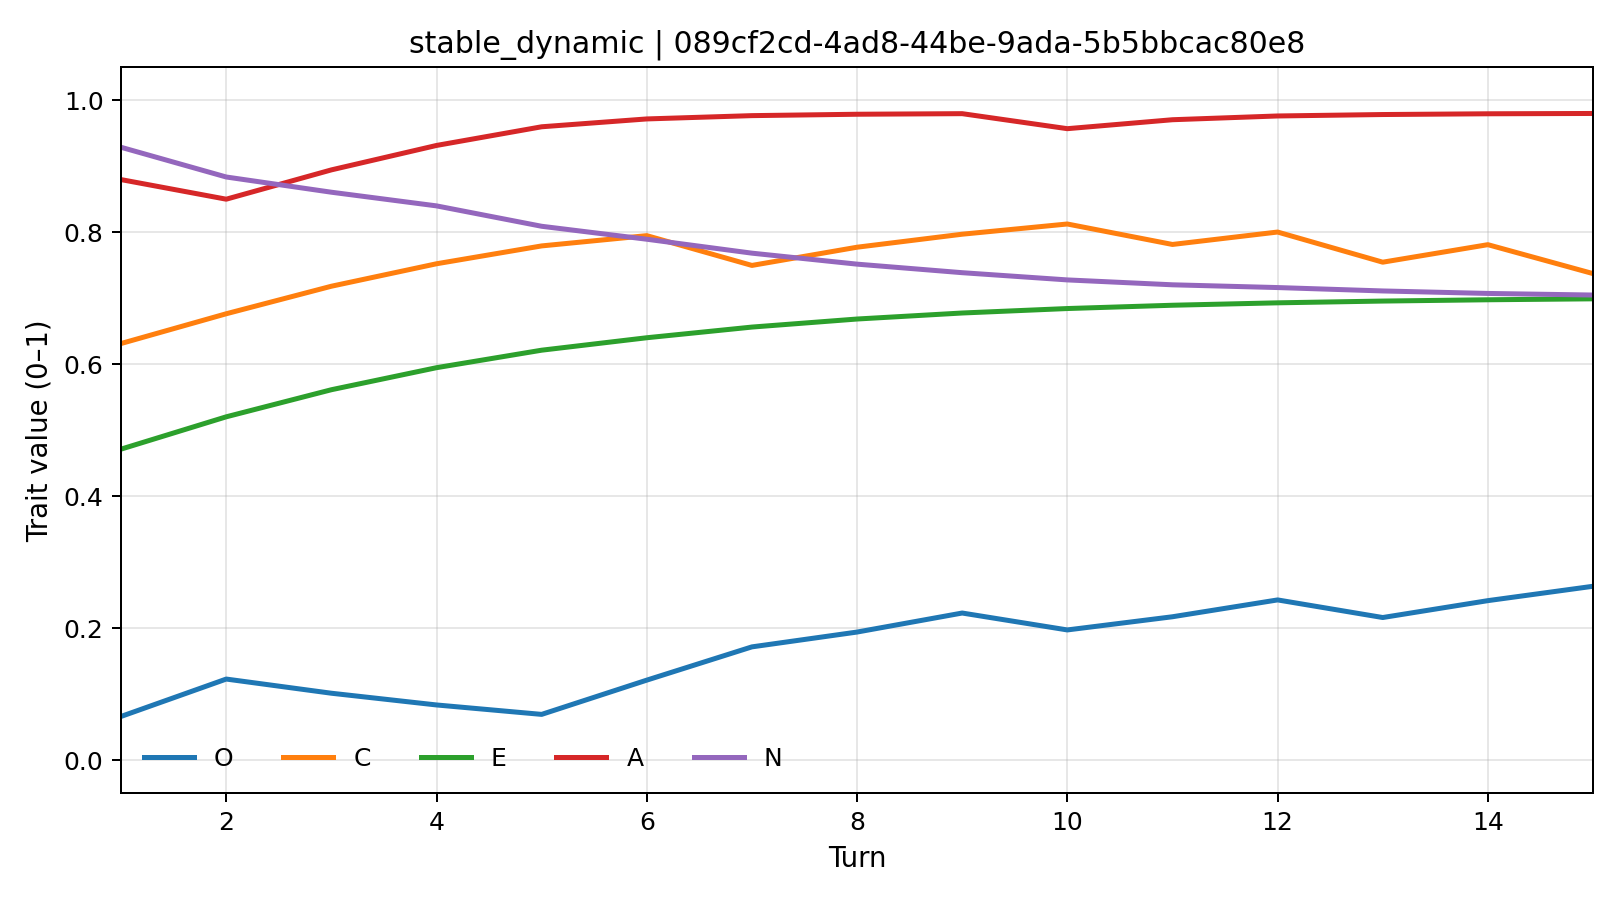 stable_dynamic | 089cf2cd-4ad8-44be-9ada-5b5bbcac80e8
Trait value (0–1)
1.0
0.8
0.6
0.4
0.2
0.0
O C E A N
2 4 6 8 10 12 14
Turn